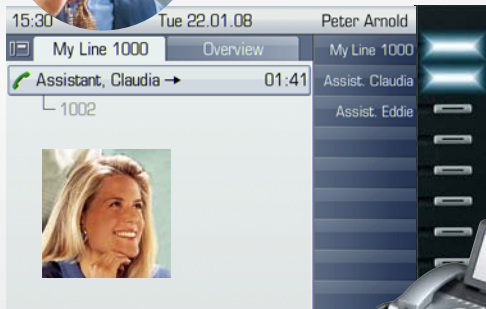 15:30 Tue 22.01.08 Peter Arnold
My Line 1000 Overview My Line 1000
Assistant, Claudia → 01:41 Assist. Claudia
1002 Assist. Eddie